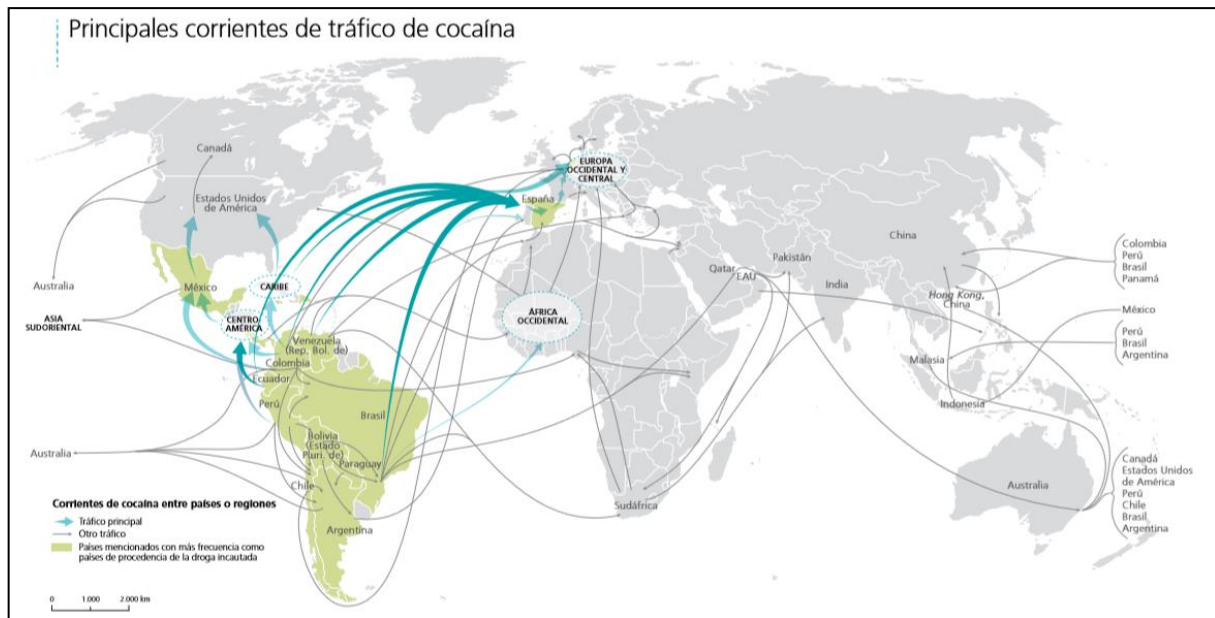 Principales corrientes de tráfico de cocaína
Canadá
Estados Unidos
de América
Australia
ASIA
SUDORIENTAL
México
CARIBE
CENTRO
AMÉRICA
Venezuela
(Rep. Bol. de)
Colombia
Ecuador
Perú
Brasil
Bolivia
(Estado
Pluri. de)
Paraguay
Chile
Argentina
Australia
EUROPA
OCCIDENTAL Y
CENTRAL
España
ÁFRICA
OCCIDENTAL
Sudáfrica
Qatar
EAU
Pakistán
India
China
Hong Kong,
China
Malasia
Indonesia
Australia
Colombia
Perú
Brasil
Panamá
México
Perú
Brasil
Argentina
Canadá
Estados Unidos
de América
Perú
Chile
Brasil
Argentina
Corrientes de cocaína entre países o regiones
Tráfico principal
Otro tráfico
Países mencionados con más frecuencia como
países de procedencia de la droga incautada
0 1.000 2.000 km